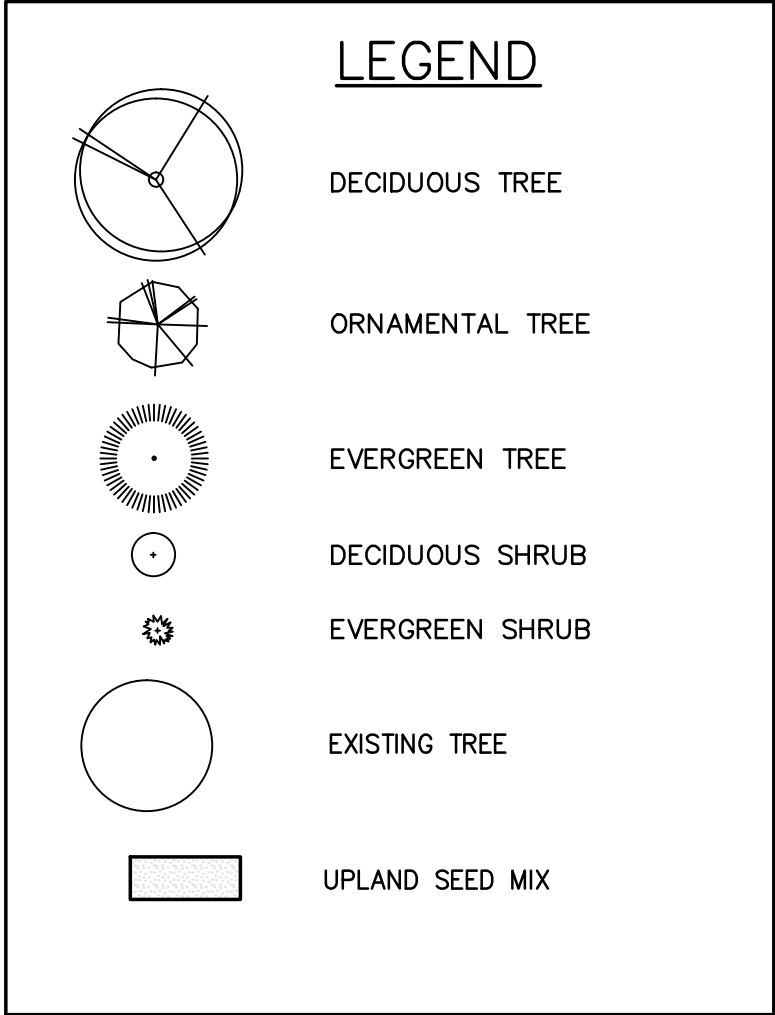 LEGEND
DECIDUOUS TREE
ORNAMENTAL TREE
EVERGREEN TREE
DECIDUOUS SHRUB
EVERGREEN SHRUB
EXISTING TREE
UPLAND SEED MIX